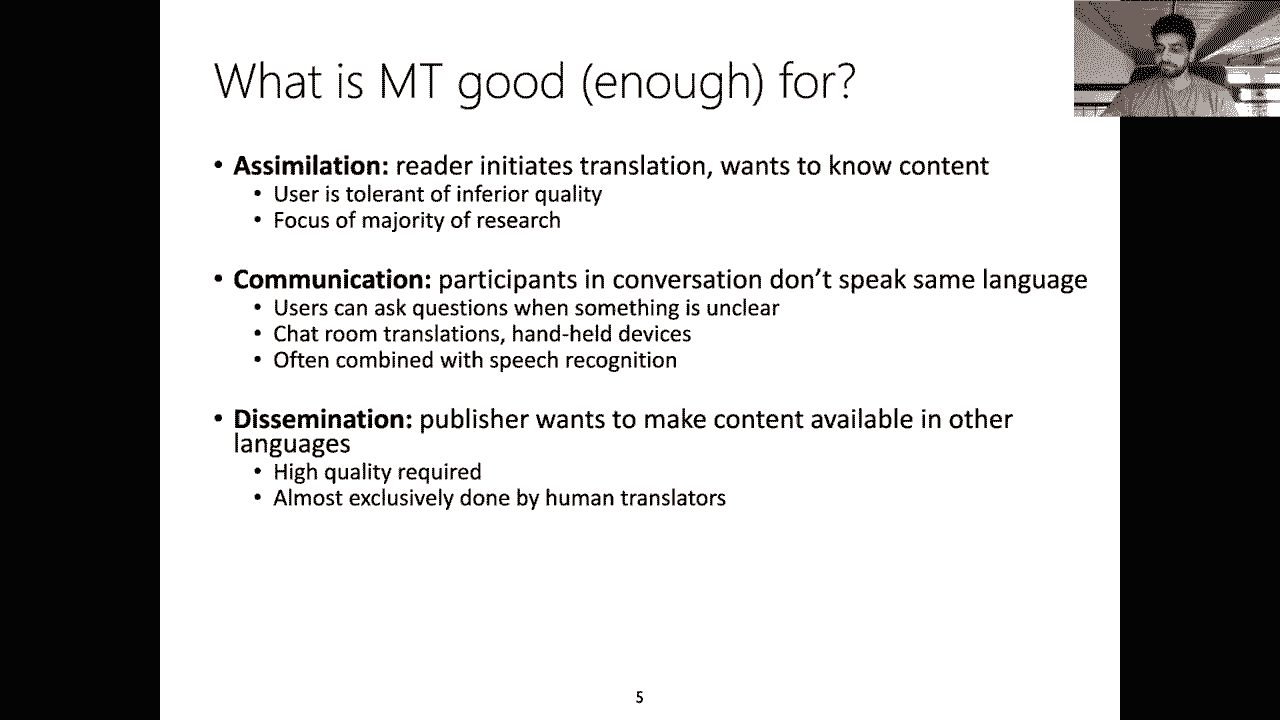 What is MT good (enough) for?
• Assimilation: reader initiates translation, wants to know content
• User is tolerant of inferior quality
• Focus of majority of research
• Communication: participants in conversation don’t speak same language
• Users can ask questions when something is unclear
• Chat room translations, hand-held devices
• Often combined with speech recognition
• Dissemination: publisher wants to make content available in other
languages
• High quality required
• Almost exclusively done by human translators
5